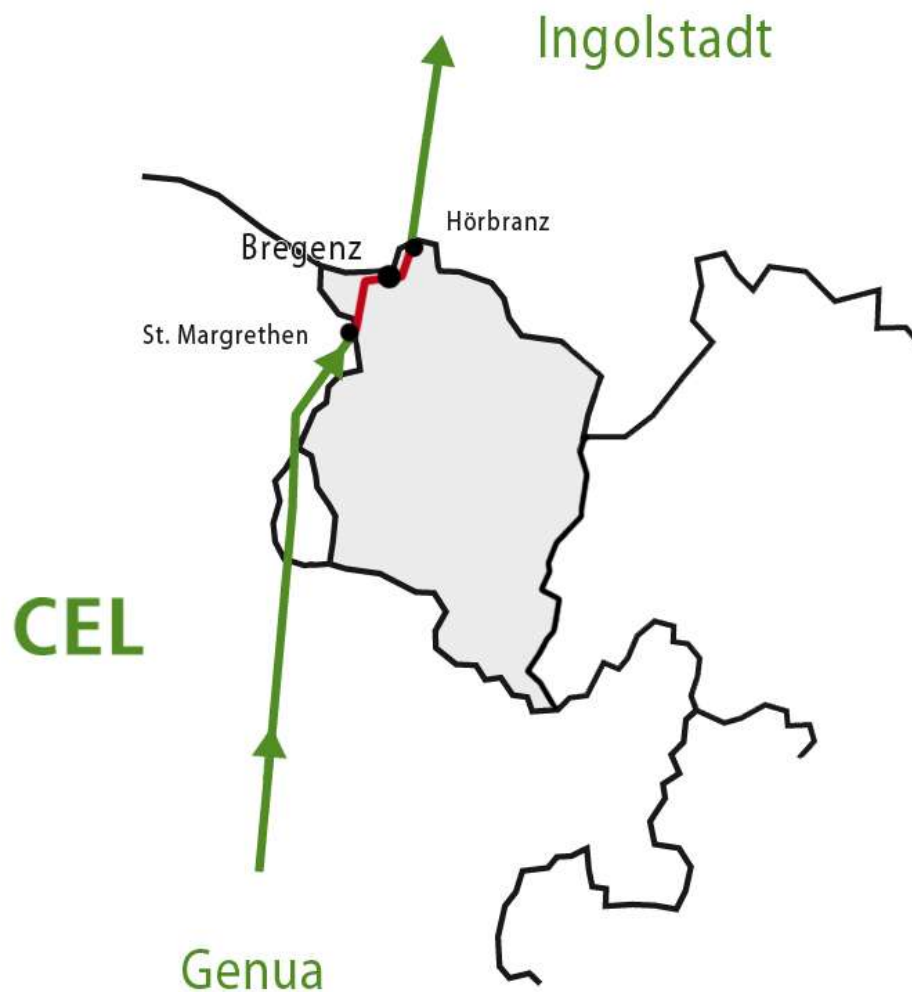 Ingolstadt
Hörbranz
Bregenz
St. Margrethen
CEL
Genua